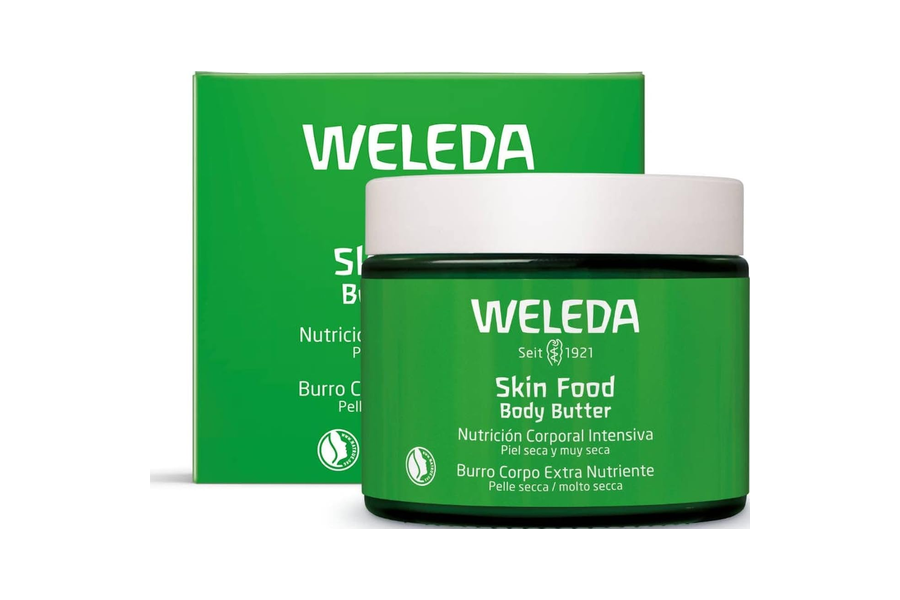 WELEDA
Nutrici
Burro C
WELEDA
Seit 1921
Skin Food
Body Butter
Nutrición Corporal Intensiva
Piel seca y muy seca
Burro Corpo Extra Nutriente
Pelle secca / molto secca